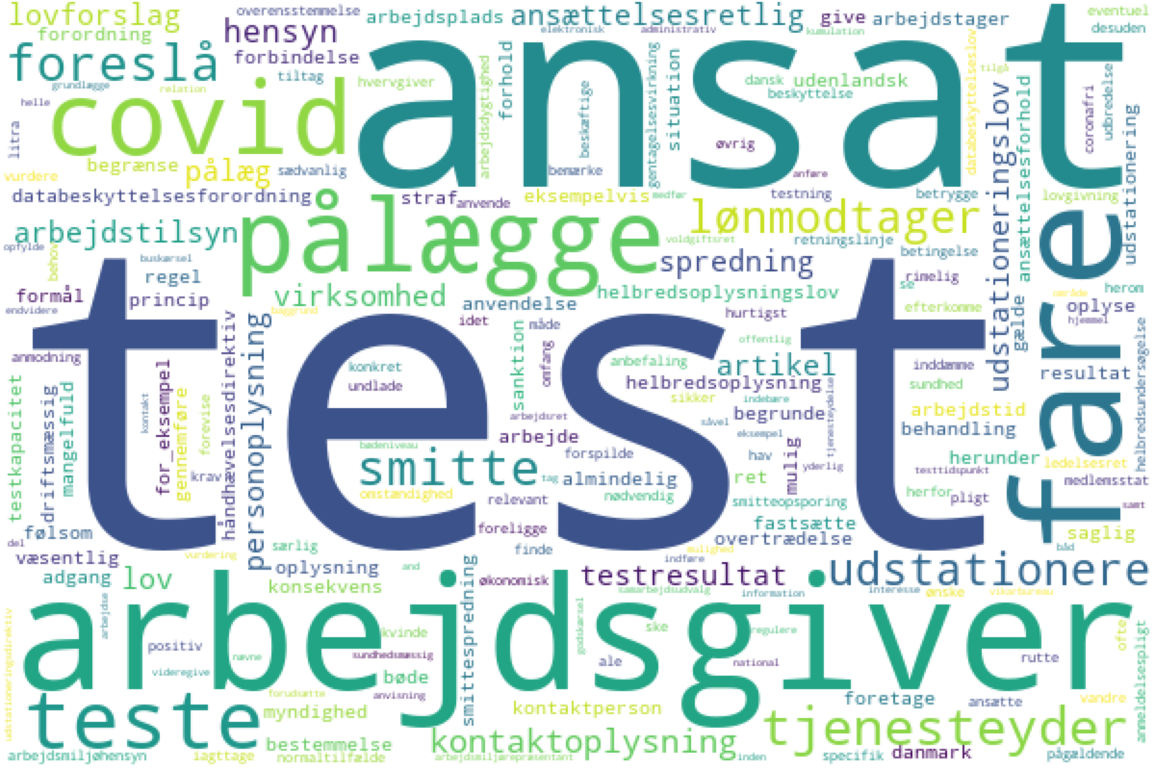 lovforslag
overensstemmelse
arbejdsplads
ansættelsesretlig
give
arbejdstager
eventuel
forordning
hensyn
elektronisk
administrativ
kumulation
desuden
foreslå
forbindelse
ansat
grundlægge
tiltag
hvervgiver
forhold
dansk
udenlandsk
tilgå
relation
beskyttelse
helle
covid
arbejdsdygtighed
beskæftige
gentagelsesvirkning
situation
databeskyttelseslov
coronafri
udbredelse
litra
øvrig
udstationeringslov
ansættelsesforhold
udstationering
begrænse
pålæg
sædvanlig
bemærke
anføre
vurdere
testning
betrygge
lovgivning
databeskyttelsesforordning
straf
anvende
eksempelvis
medfør
arbejdstilsyn
pålægge
lønmodtager
faret
voldgiftsret
retningslinje
betingelse
opfylde
buskørsel
behov
regel
spredning
se
rimelig
herom
endvidere
formål
princip
virksomhed
anvendelse
helbredsoplysningslov
efterkomme
gælde
område
oplyse
baggrund
test
idet
måde
hurtigst
offentlig
hjemmel
anmodning
håndhævelsesdirektiv
personoplysning
konkret
sanktion
omfang
anbefaling
artikel
inddæmme
resultat
undlade
helbredsoplysning
sundhed
testkapacitet
driftsmæssig
mangelfuld
kontakt
for_eksempel
gennemføre
forevise
sikker
indebære
begrunde
tjenesteydelse
arbejdstid
helbredsundersøgelse
arbejdsret
såvel
behandling
bødeniveau
arbejde
eksempel
forspilde
krav
smitte
tag
almindelig
hav
yderlig
mulig
testtidspunkt
herunder
ledelsesret
ret
medlemsstat
omstændighed
relevant
nødvendig
smitteopsporing
herfor
pligt
samt
følsom
foreligge
fastsætte
saglig
del
overtrædelse
væsentlig
vurdering
særlig
finde
indføre
mulighed
båd
adgang
lov
oplysning
and
konsekvens
økonomisk
testresultat
udstationere
smittespredning
samarbejdsudvalg
information
interesse
ønske
vikarbureau
udstationeringsdirektiv
arbejdse
arbejdsgiver
positiv
kvinde
godskørsel
ske
regulere
ofte
anmeldelsespligt
videregive
nævne
sundhedsmæssig
ale
national
rutte
bøde
forudsætte
anvisning
foretage
ansætte
vandre
teste
myndighed
kontaktperson
tjenesteyder
kontaktoplysning
bestemmelse
arbejdsmiljøhensyn
iagttage
normaltilfælde
arbejdsmiljørepræsentant
inden
specifik
danmark
pågældende